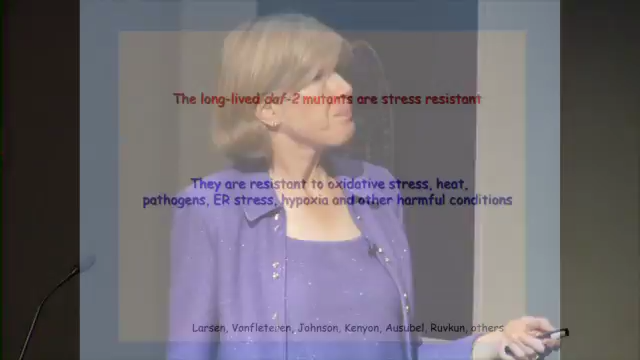 The long-lived daf-2 mutants are stress resistant
They are resistant to oxidative stress, heat,
pathogens, ER stress, hypoxia and other harmful conditions
Larsen, Vonfleteven, Johnson, Kenyon, Ausubel, Ruvkun, others